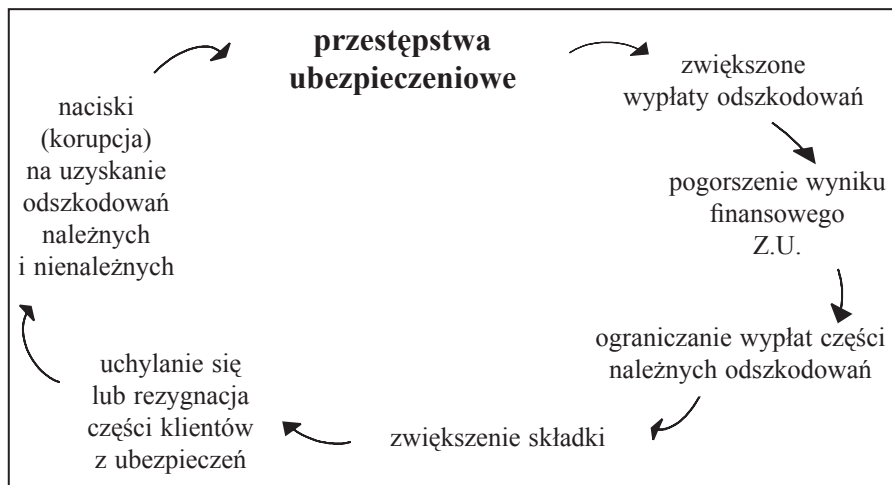 przestępstwa
ubezpieczeniowe
zwiększone
wypłaty odszkodowań
pogorszenie wyniku
finansowego
Z.U.
ograniczanie wypłat części
należnych odszkodowań
zwiększenie składki
uchylanie się
lub rezygnacja
części klientów
z ubezpieczeń
naciski
(korupcja)
na uzyskanie
odszkodowań
należnych
i nienależnych